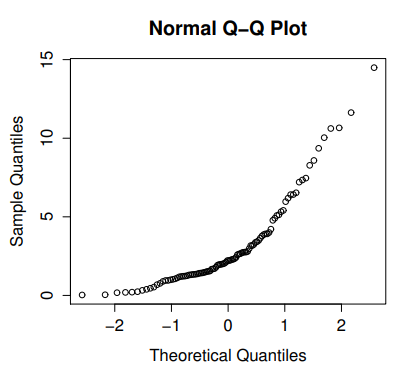 Normal Q−Q Plot
15
10
5
0
Sample Quantiles
−2 −1 0 1 2
Theoretical Quantiles